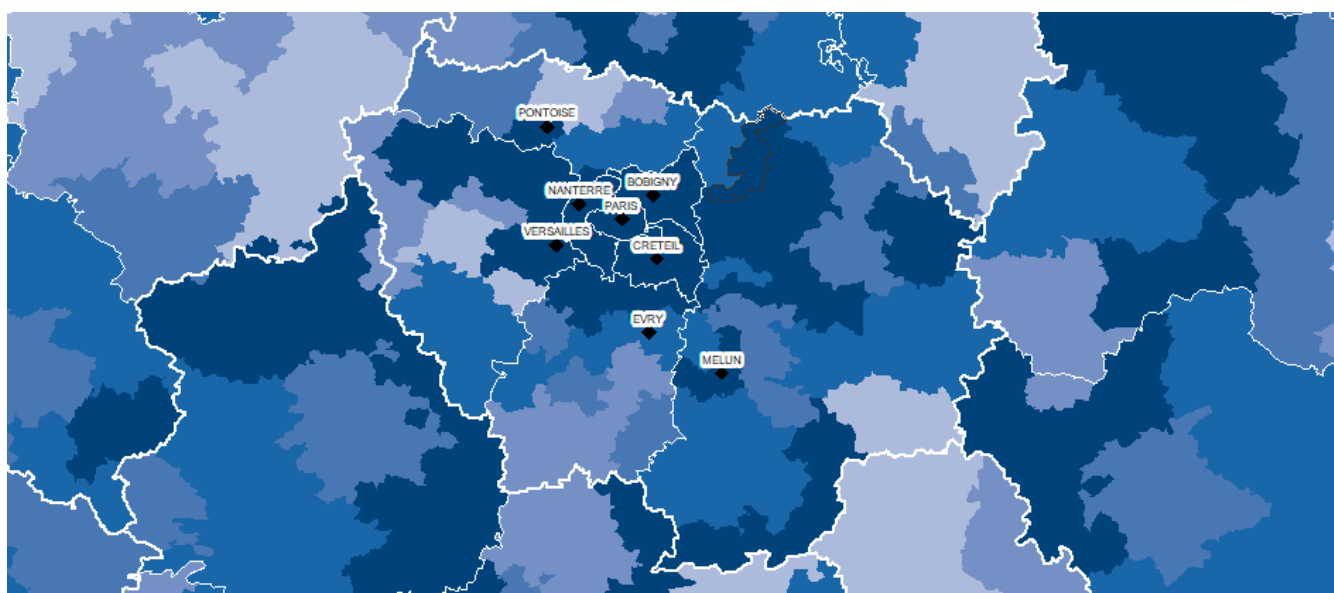 PONTOISE
NANTERRE
BOBIGNY
PARIS
VERSAILLES
CRETEIL
EVRY
MELUN